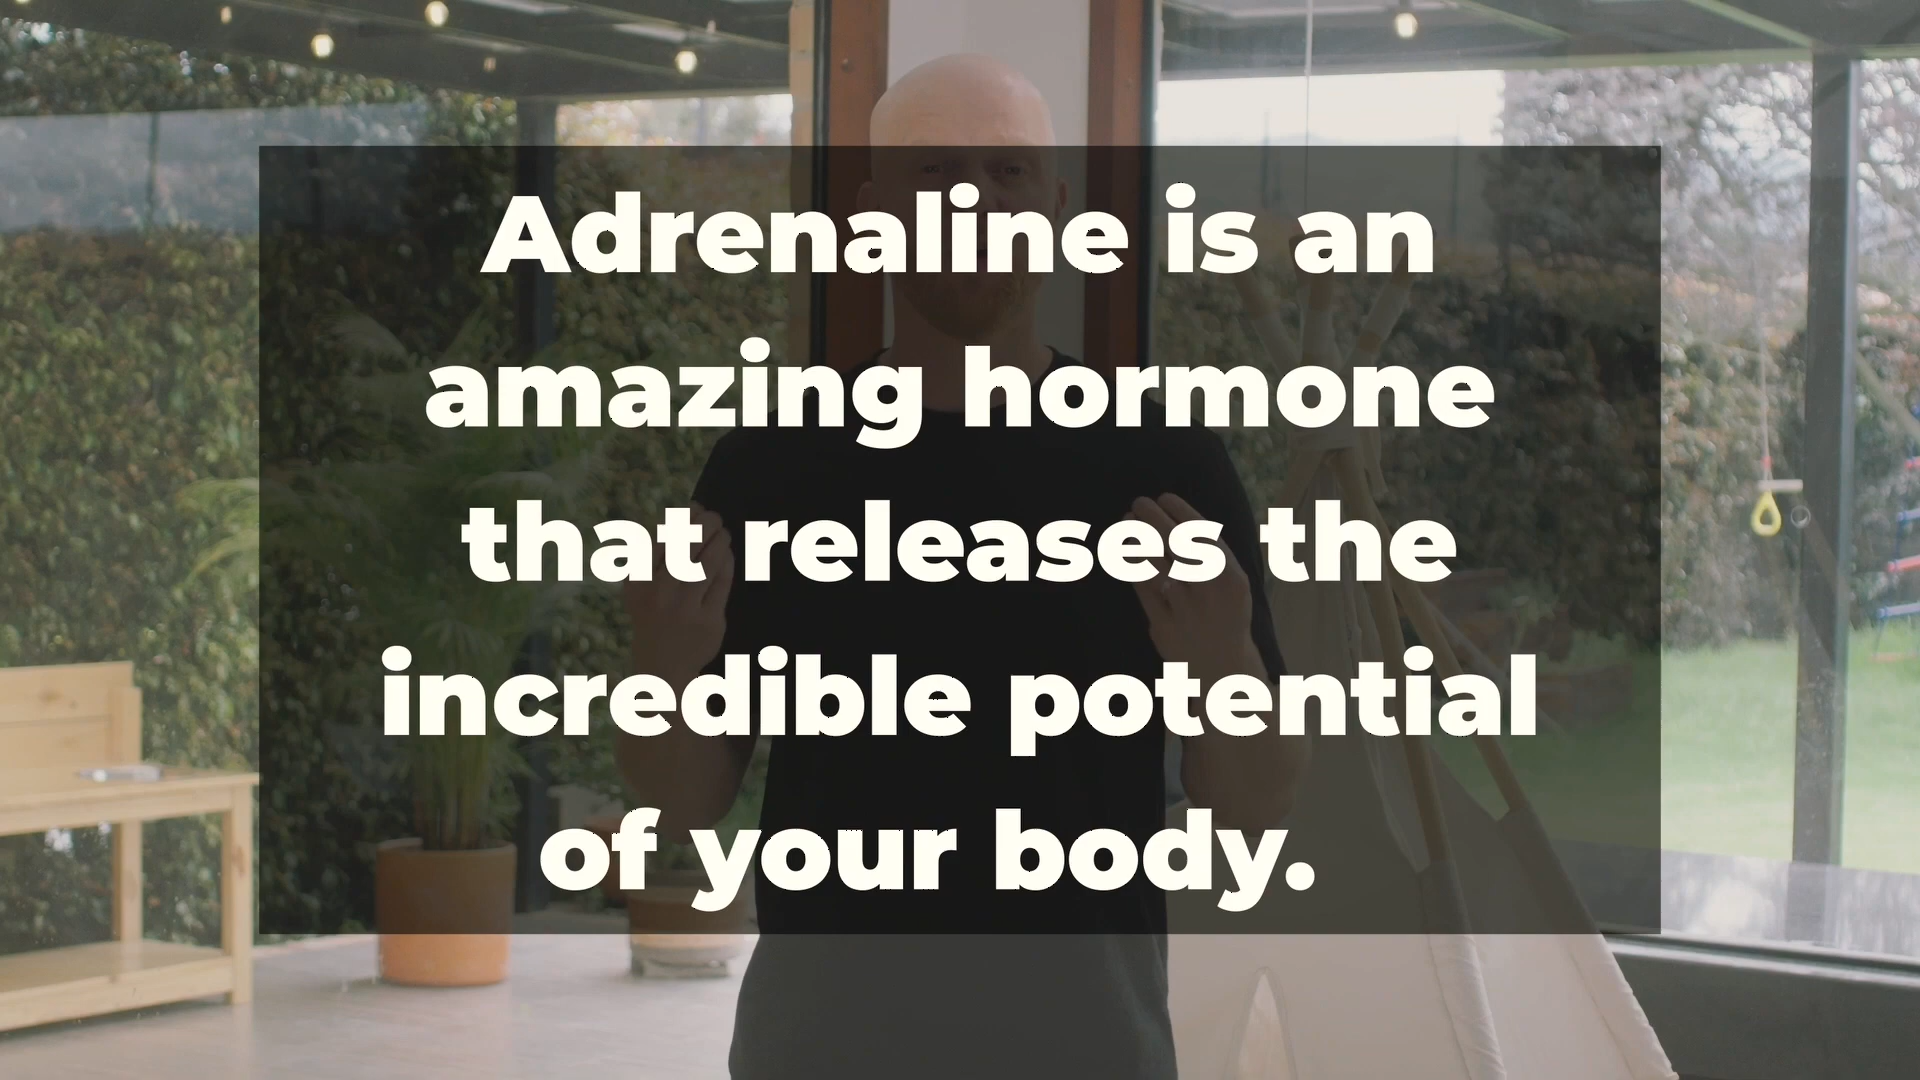 Adrenaline is an
amazing hormone
that releases the
incredible potential
of your body.